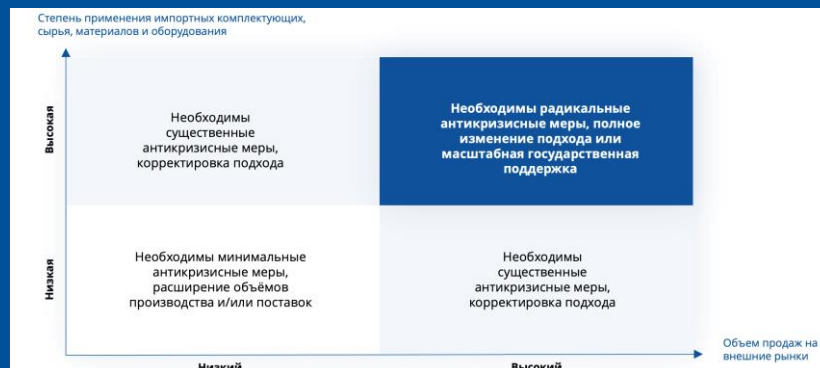 Степень применения импортных комплектующих,
сырья, материалов и оборудования
Высокая
Необходимы
существенные
антикризисные меры,
корректировка подхода
Необходимы радикальные
антикризисные меры, полное
изменение подхода или
масштабная государственная
поддержка
Низкая
Необходимы минимальные
антикризисные меры,
расширение объёмов
производства и/или поставок
Необходимы
существенные
антикризисные меры,
корректировка подхода
Объем продаж на
внешние рынки
Низкий
Высокий